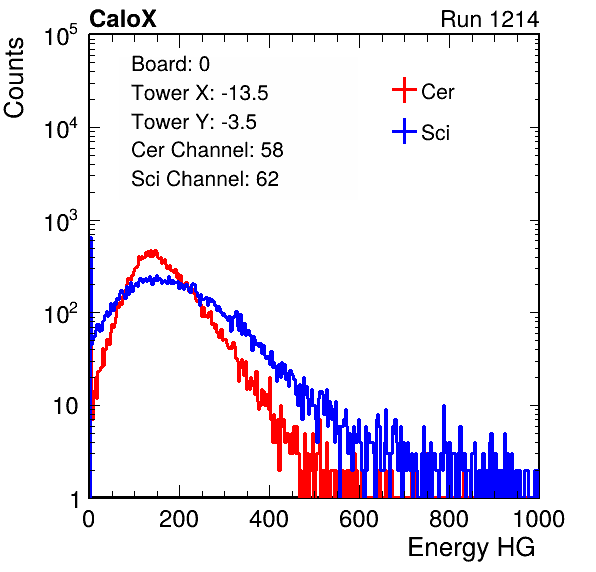 CaloX Run 1214
Counts
10^5
10^4
10^3
10^2
10
1
Board: 0
Tower X: -13.5
Tower Y: -3.5
Cer Channel: 58
Sci Channel: 62
Cer
Sci
0 200 400 600 800 1000
Energy HG